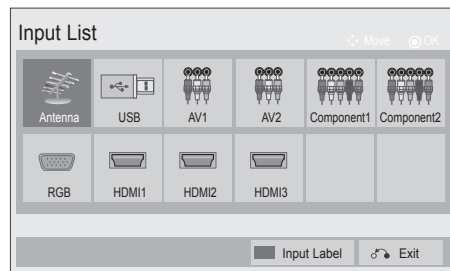 Input List
Move OK
Antenna USB AV1 AV2 Component1 Component2
RGB HDMI1 HDMI2 HDMI3
Input Label Exit